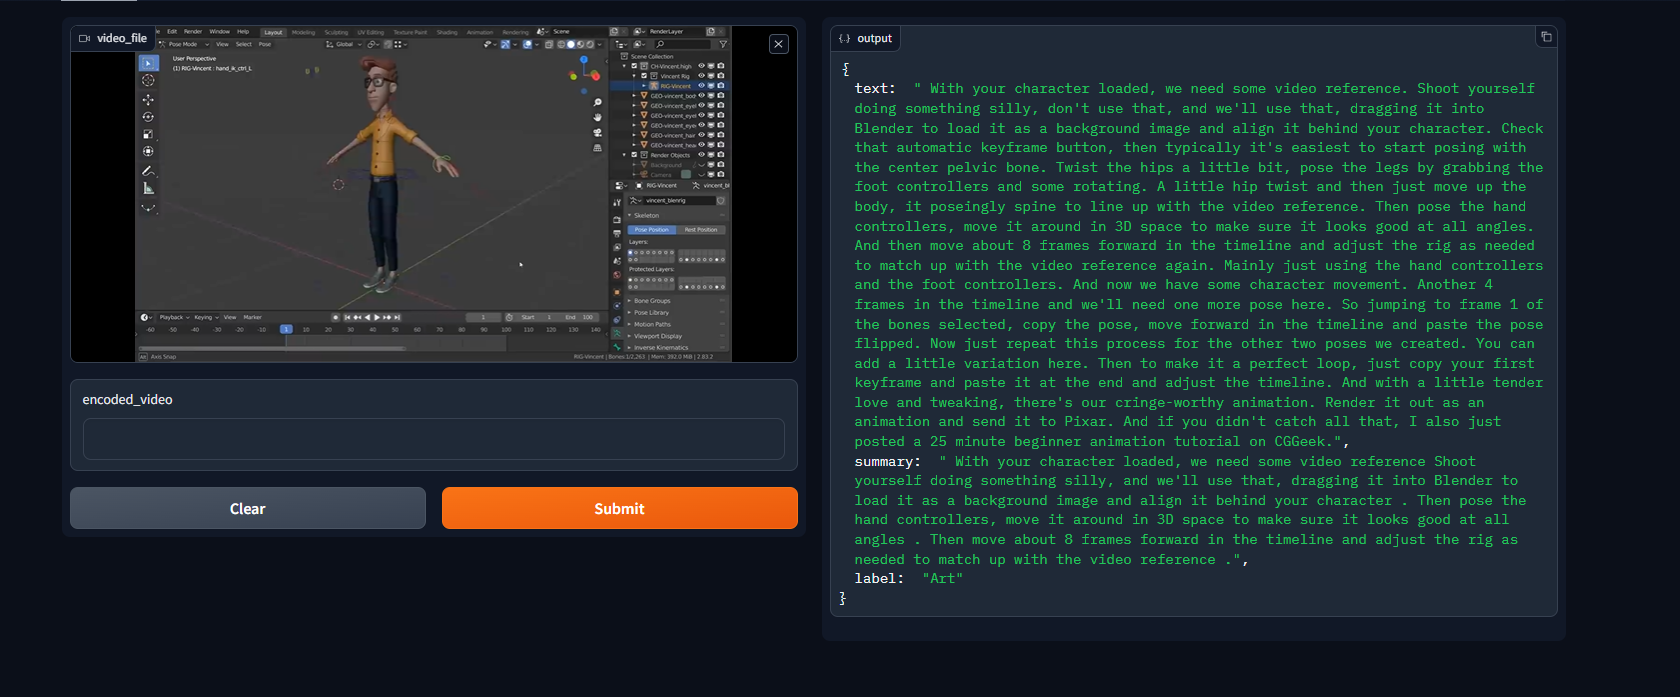 video_file
Edit Render Window Help Layout Modeling Sculpting UV Editing Texture Paint Shading Animation Rendering Scene RenderLayer
Pose Mode View Select Pose Global
User Perspective
(1) RIG-Vincent : hand_ik_ctrl_L
Scene Collection
CH-Vincent.high
Vincent Rig
RIG-Vincent
GEO-vincent_body
GEO-vincent_eyel
GEO-vincent_eyel
GEO-vincent_eyes
GEO-vincent_hair
GEO-vincent_head
Render Objects
Background
Camera
RIG-Vincent vincent_bl
vincent_blenrig
Skeleton
Pose Position Rest Position
Layers:
Protected Layers:
Bone Groups
Pose Library
Motion Paths
Viewport Display
Inverse Kinematics
Playback Keying View Marker 1 Start 1 End 100
-60 -50 -40 -30 -20 -10 1 10 20 30 40 50 60 70 80 90 100 110 120 130 140
Axis Snap RIG-Vincent | Bones:1/2,263 | Mem: 392.0 MiB | 2.83.2
encoded_video
Clear
Submit
output
{
text: " With your character loaded, we need some video reference. Shoot yourself
doing something silly, don't use that, and we'll use that, dragging it into
Blender to load it as a background image and align it behind your character. Check
that automatic keyframe button, then typically it's easiest to start posing with
the center pelvic bone. Twist the hips a little bit, pose the legs by grabbing the
foot controllers and some rotating. A little hip twist and then just move up the
body, it poseingly spine to line up with the video reference. Then pose the hand
controllers, move it around in 3D space to make sure it looks good at all angles.
And then move about 8 frames forward in the timeline and adjust the rig as needed
to match up with the video reference again. Mainly just using the hand controllers
and the foot controllers. And now we have some character movement. Another 4
frames in the timeline and we'll need one more pose here. So jumping to frame 1 of
the bones selected, copy the pose, move forward in the timeline and paste the pose
flipped. Now just repeat this process for the other two poses we created. You can
add a little variation here. Then to make it a perfect loop, just copy your first
keyframe and paste it at the end and adjust the timeline. And with a little tender
love and tweaking, there's our cringe-worthy animation. Render it out as an
animation and send it to Pixar. And if you didn't catch all that, I also just
posted a 25 minute beginner animation tutorial on CGGeek.",
summary: " With your character loaded, we need some video reference Shoot
yourself doing something silly, and we'll use that, dragging it into Blender to
load it as a background image and align it behind your character . Then pose the
hand controllers, move it around in 3D space to make sure it looks good at all
angles . Then move about 8 frames forward in the timeline and adjust the rig as
needed to match up with the video reference .",
label: "Art"
}